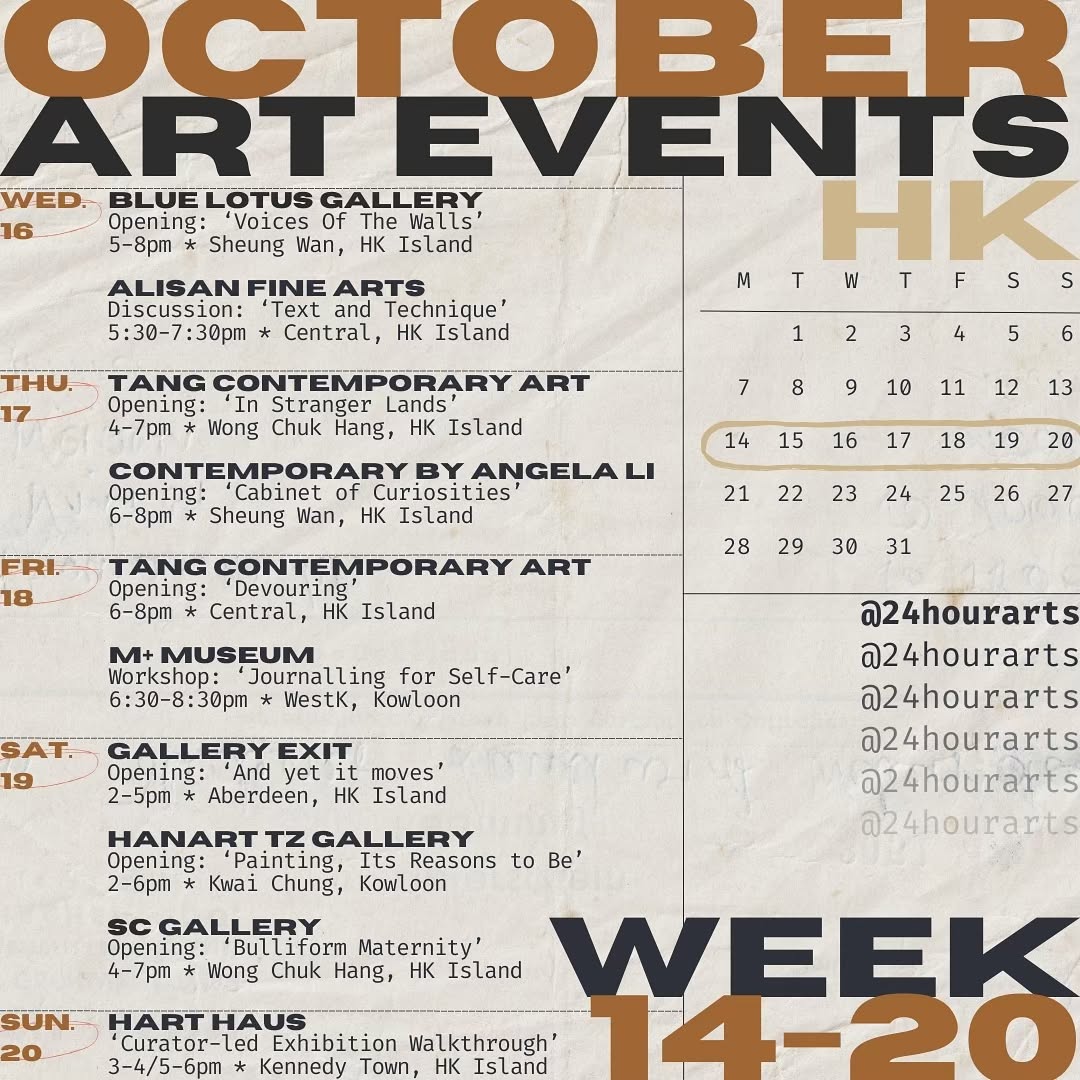 OCTOBER
ART EVENTS
HK
WED.
16
BLUE LOTUS GALLERY
Opening: ‘Voices Of The Walls’
5-8pm * Sheung Wan, HK Island
ALISAN FINE ARTS
Discussion: ‘Text and Technique’
5:30-7:30pm * Central, HK Island
THU.
17
TANG CONTEMPORARY ART
Opening: ‘In Stranger Lands’
4-7pm * Wong Chuk Hang, HK Island
CONTEMPORARY BY ANGELA LI
Opening: ‘Cabinet of Curiosities’
6-8pm * Sheung Wan, HK Island
FRI.
18
TANG CONTEMPORARY ART
Opening: ‘Devouring’
6-8pm * Central, HK Island
M+ MUSEUM
Workshop: ‘Journalling for Self-Care’
6:30-8:30pm * WestK, Kowloon
SAT.
19
GALLERY EXIT
Opening: ‘And yet it moves’
2-5pm * Aberdeen, HK Island
HANART TZ GALLERY
Opening: ‘Painting, Its Reasons to Be’
2-6pm * Kwai Chung, Kowloon
SC GALLERY
Opening: ‘Bulliform Maternity’
4-7pm * Wong Chuk Hang, HK Island
SUN.
20
HART HAUS
‘Curator-led Exhibition Walkthrough’
3-4/5-6pm * Kennedy Town, HK Island
M T W T F S S
1 2 3 4 5 6
7 8 9 10 11 12 13
14 15 16 17 18 19 20
21 22 23 24 25 26 27
28 29 30 31
@24hourarts
@24hourarts
@24hourarts
@24hourarts
@24hourarts
@24hourarts
WEEK
14-20